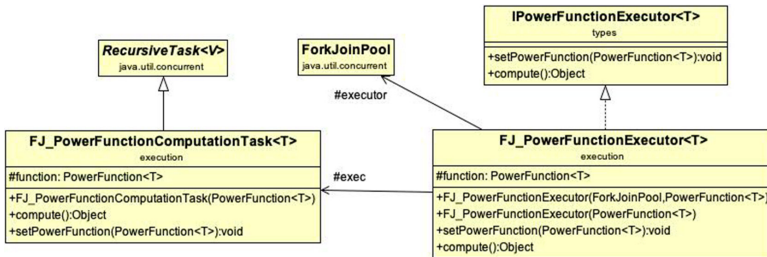 IPowerFunctionExecutor<T>
types
+setPowerFunction(PowerFunction<T>):void
+compute():Object
RecursiveTask<V>
java.util.concurrent
ForkJoinPool
java.util.concurrent
#executor
FJ_PowerFunctionComputationTask<T>
execution
#function: PowerFunction<T>
+FJ_PowerFunctionComputationTask(PowerFunction<T>)
+compute():Object
+setPowerFunction(PowerFunction<T>):void
#exec
FJ_PowerFunctionExecutor<T>
execution
#function: PowerFunction<T>
+FJ_PowerFunctionExecutor(ForkJoinPool,PowerFunction<T>)
+FJ_PowerFunctionExecutor(PowerFunction<T>)
+setPowerFunction(PowerFunction<T>):void
+compute():Object